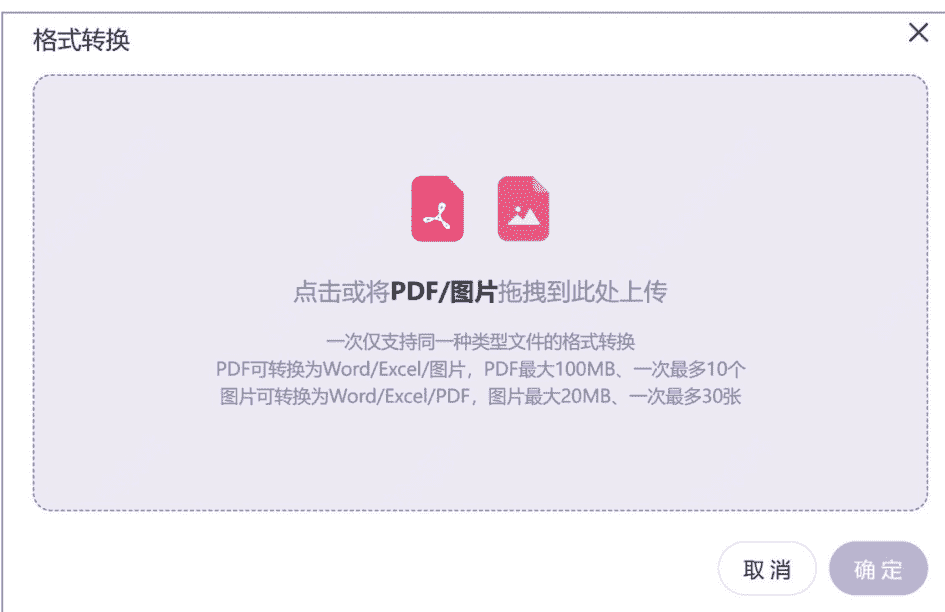 格式转换
点击或将PDF/图片拖拽到此处上传
一次仅支持同一种类型文件的格式转换
PDF可转换为Word/Excel/图片，PDF最大100MB、一次最多10个
图片可转换为Word/Excel/PDF，图片最大20MB、一次最多30张
取消
确定